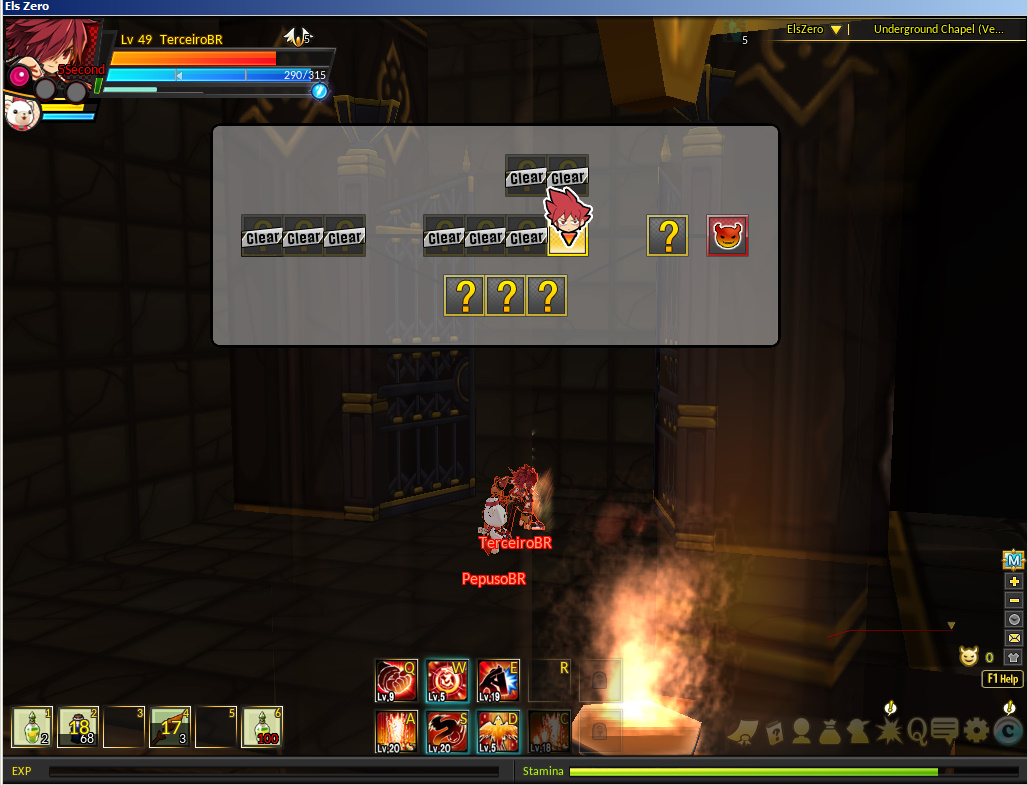 Els Zero
Lv 49 TerceiroBR
5
5
ElsZero
Underground Chapel (Ve...
5Second
290/315
Clear Clear
Clear Clear Clear Clear Clear Clear
?
? ? ?
TerceiroBR
PepusoBR
M
0
F1 Help
Q Lv.9
W Lv.5
E Lv.19
R
1 2
2 18 68
3
4 17 3
5
6 100
A Lv.20
S Lv.20
D Lv.5
C Lv.18
EXP
Stamina